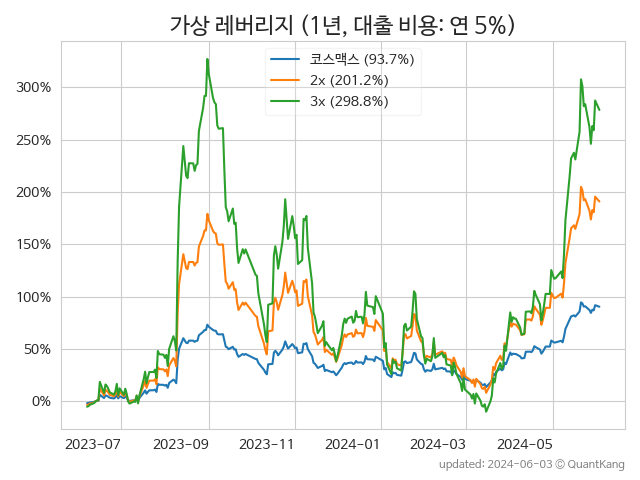 가상 레버리지 (1년, 대출 비용: 연 5%)
코스맥스 (93.7%)
2x (201.2%)
3x (298.8%)
300%
250%
200%
150%
100%
50%
0%
2023-07 2023-09 2023-11 2024-01 2024-03 2024-05
updated: 2024-06-03 © QuantKang